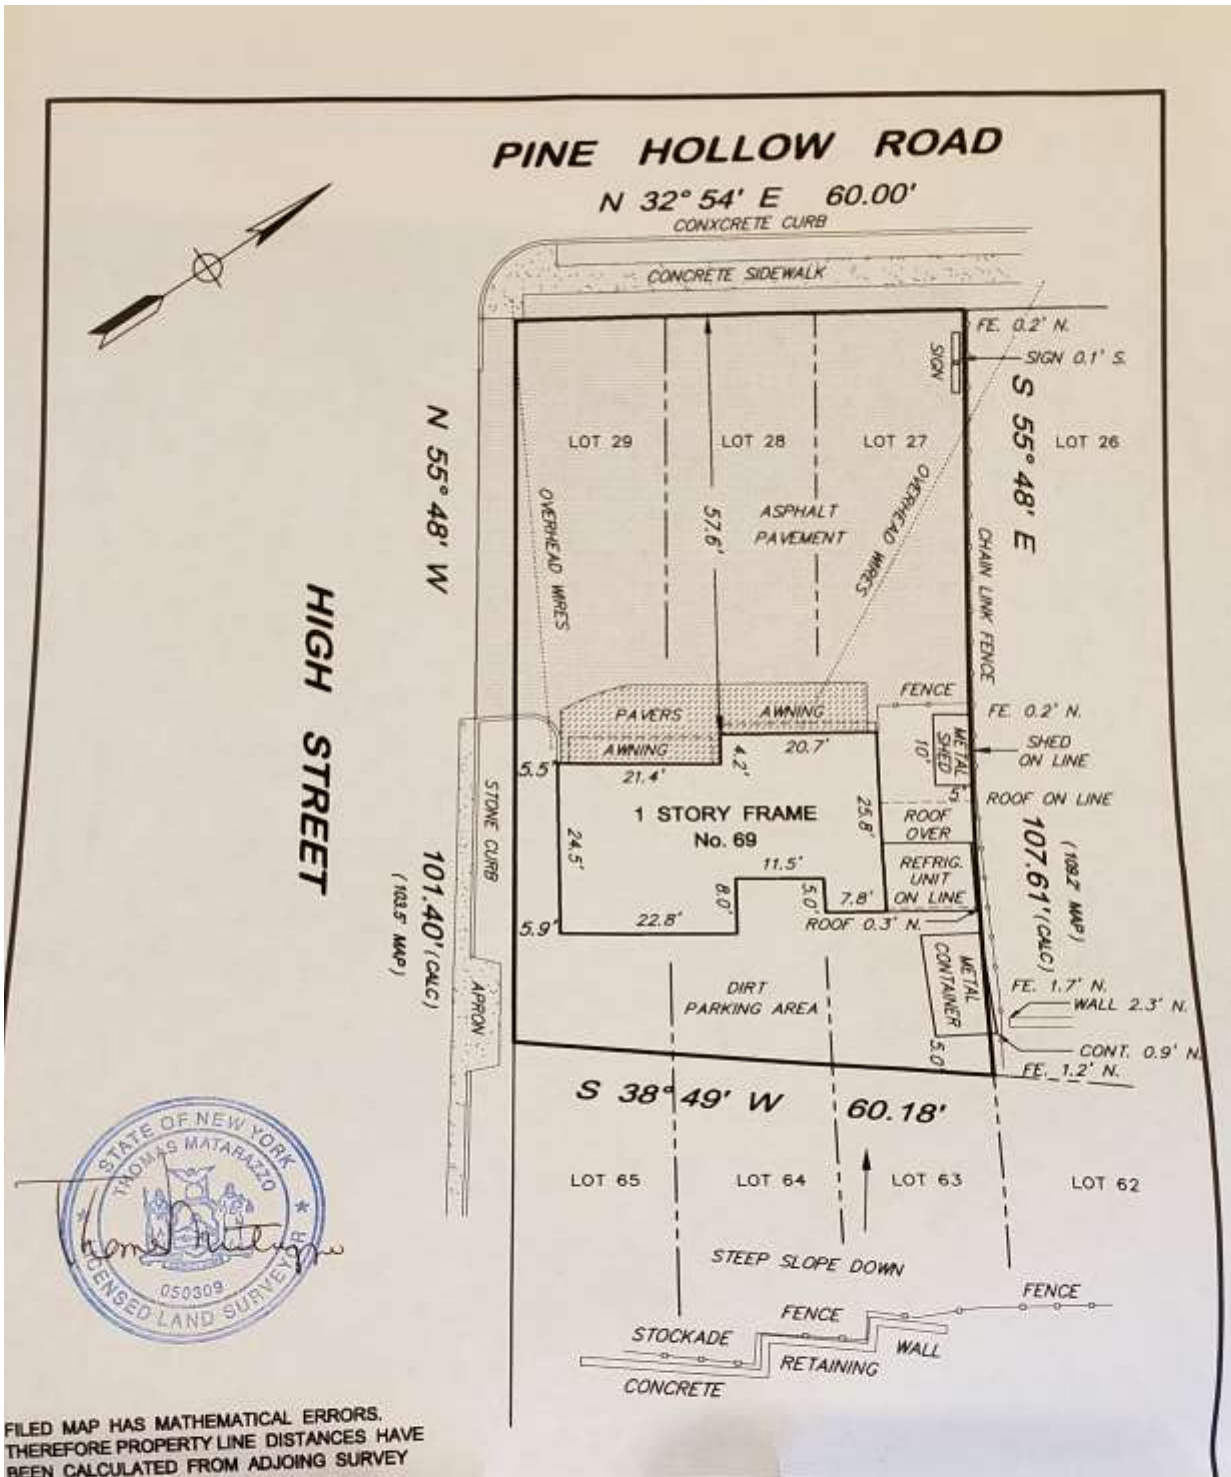 PINE HOLLOW ROAD
N 32° 54' E 60.00'
CONXCRETE CURB
CONCRETE SIDEWALK
FE. 0.2' N.
SIGN
SIGN 0.1' S.
N 55° 48' W
S 55° 48' E
LOT 29
LOT 28
LOT 27
LOT 26
OVERHEAD WIRES
57.6'
ASPHALT
PAVEMENT
OVERHEAD WIRES
CHAIN LINK FENCE
HIGH STREET
PAVERS
AWNING
AWNING
FENCE
FE. 0.2' N.
METAL
SHED
10'
5'
SHED
ON LINE
ROOF ON LINE
5.5'
21.4'
4.2'
20.7'
STONE CURB
24.5'
1 STORY FRAME
No. 69
25.8'
ROOF
OVER
REFRIG.
UNIT
ON LINE
11.5'
8.0'
5.0'
7.8'
22.8'
5.9'
ROOF 0.3' N.
107.61' (CALC)
(109.2' MAP)
101.40' (CALC)
(103.5' MAP)
APRON
DIRT
PARKING AREA
METAL
CONTAINER
5.0'
FE. 1.7' N.
WALL 2.3' N.
CONT. 0.9' N.
FE. 1.2' N.
S 38° 49' W 60.18'
LOT 65
LOT 64
LOT 63
LOT 62
STEEP SLOPE DOWN
FENCE
FENCE
STOCKADE
WALL
RETAINING
CONCRETE
STATE OF NEW YORK
THOMAS MATARAZZO
050309
LICENSED LAND SURVEYOR
FILED MAP HAS MATHEMATICAL ERRORS.
THEREFORE PROPERTY LINE DISTANCES HAVE
BEEN CALCULATED FROM ADJOING SURVEY